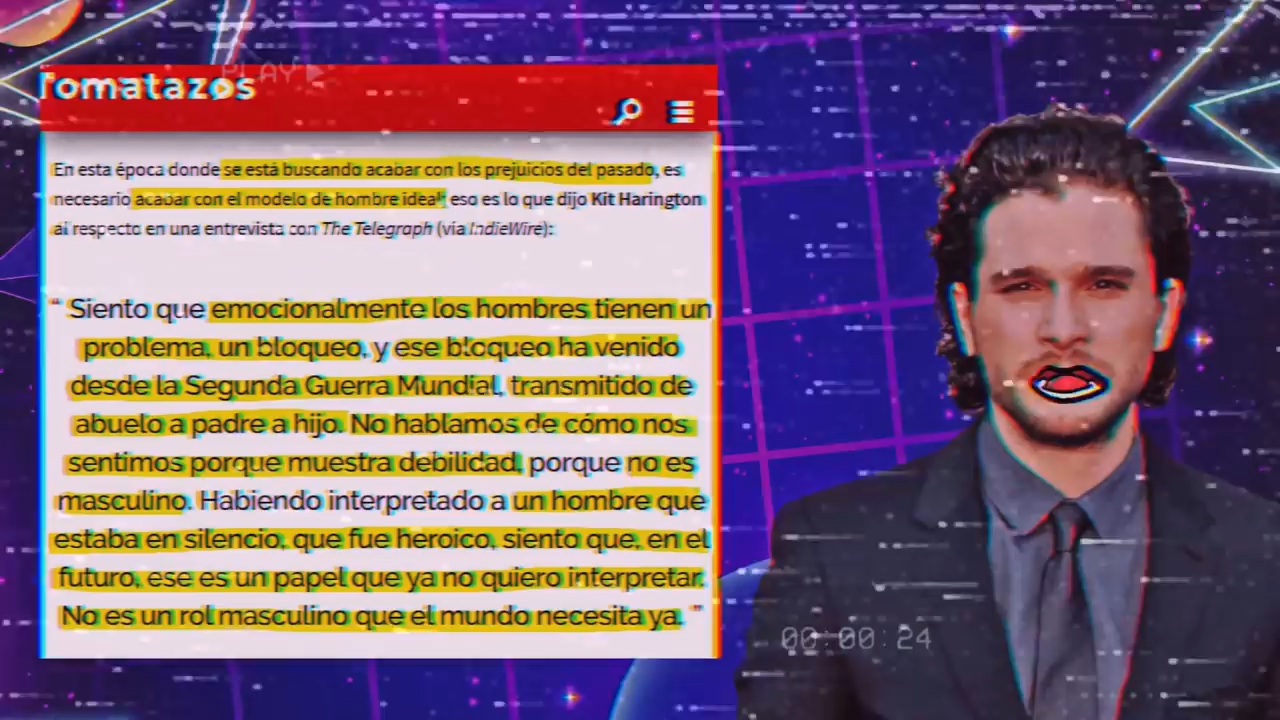 Tomatazos
PLAY
En esta época donde se está buscando acabar con los prejuicios del pasado, es
necesario acabar con el modelo de hombre ideal", eso es lo que dijo Kit Harington
al respecto en una entrevista con The Telegraph (vía IndieWire):
" Siento que emocionalmente los hombres tienen un
problema, un bloqueo, y ese bloqueo ha venido
desde la Segunda Guerra Mundial, transmitido de
abuelo a padre a hijo. No hablamos de cómo nos
sentimos porque muestra debilidad, porque no es
masculino. Habiendo interpretado a un hombre que
estaba en silencio, que fue heroico, siento que, en el
futuro, ese es un papel que ya no quiero interpretar.
No es un rol masculino que el mundo necesita ya. "
00:00:24